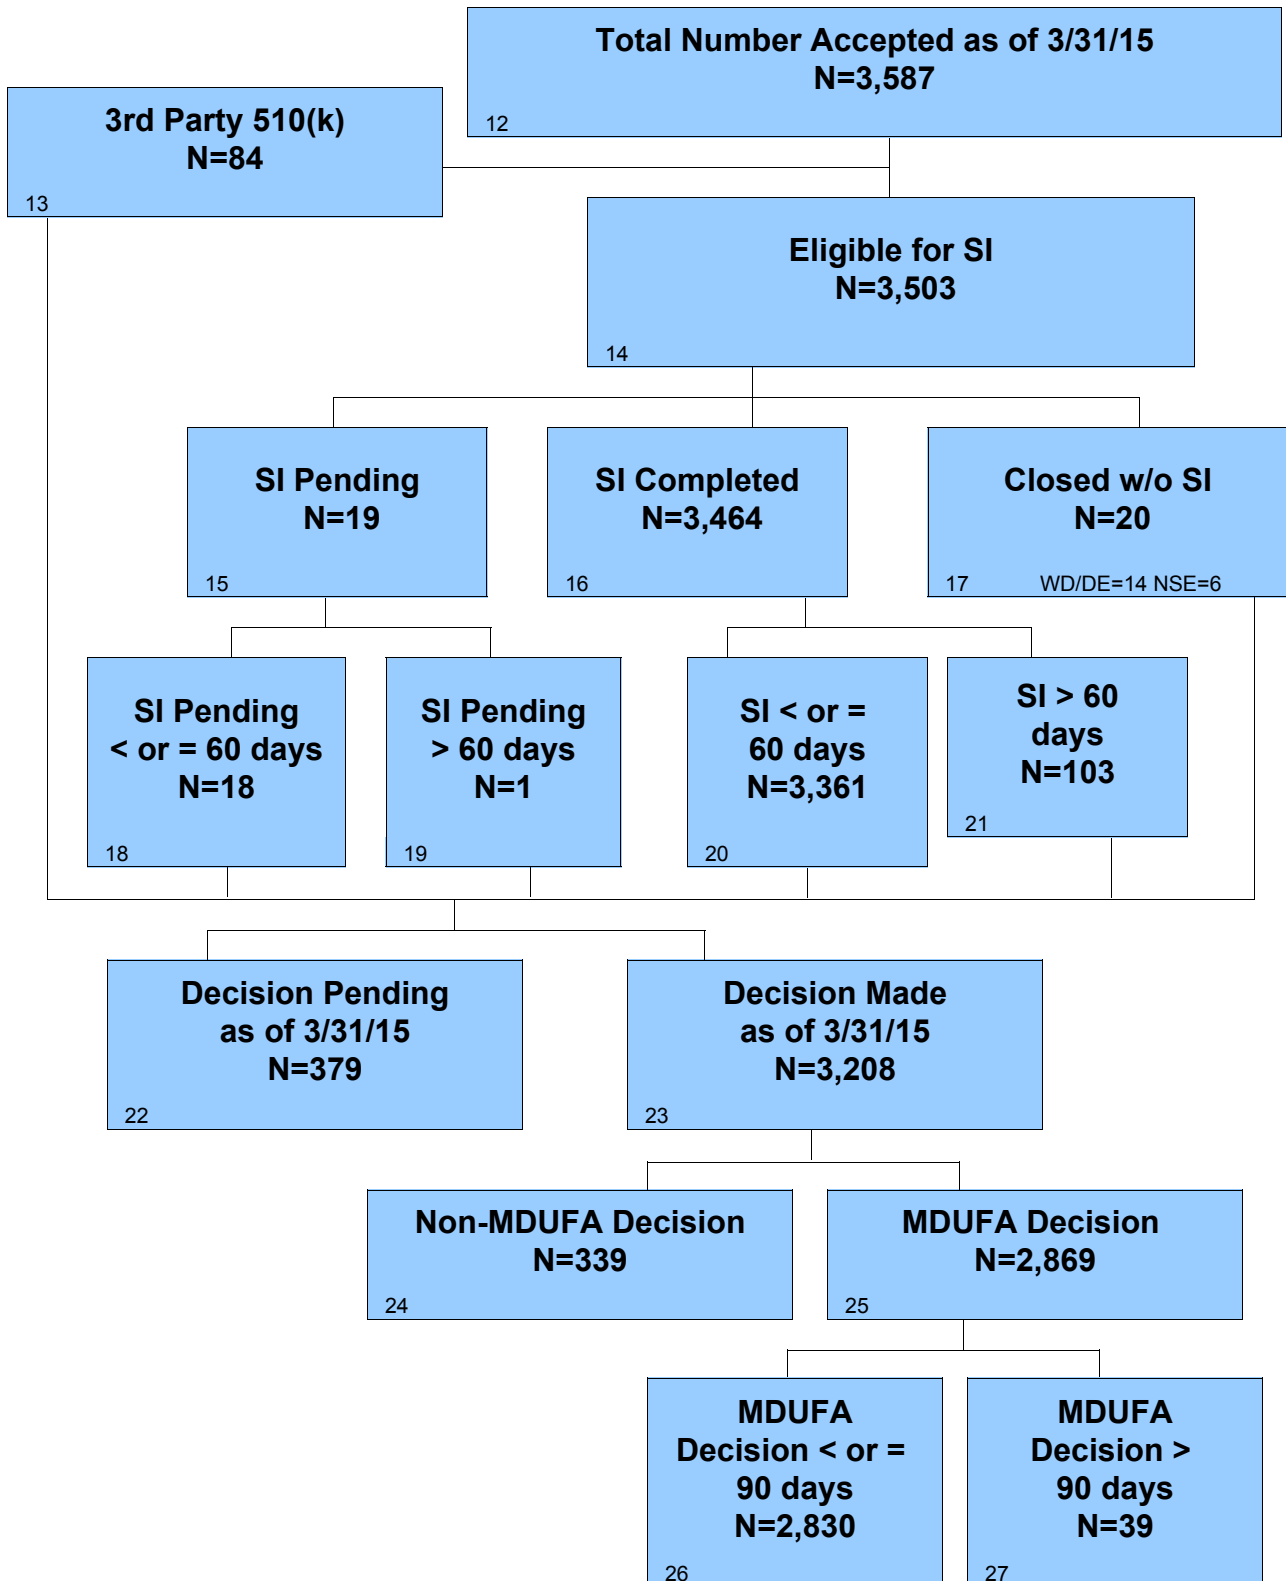 Total Number Accepted as of 3/31/15
N=3,587
12
3rd Party 510(k)
N=84
13
Eligible for SI
N=3,503
14
SI Pending
N=19
15
SI Completed
N=3,464
16
Closed w/o SI
N=20
17 WD/DE=14 NSE=6
SI Pending
< or = 60 days
N=18
18
SI Pending
> 60 days
N=1
19
SI < or =
60 days
N=3,361
20
SI > 60
days
N=103
21
Decision Pending
as of 3/31/15
N=379
22
Decision Made
as of 3/31/15
N=3,208
23
Non-MDUFA Decision
N=339
24
MDUFA Decision
N=2,869
25
MDUFA
Decision < or =
90 days
N=2,830
26
MDUFA
Decision >
90 days
N=39
27